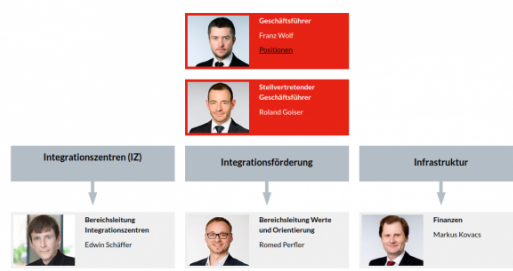 Geschäftsführer
Franz Wolf
Positionen
Stellvertretender
Geschäftsführer
Roland Goiser
Integrationszentren (IZ)
Integrationsförderung
Infrastruktur
Bereichsleitung
Integrationszentren
Edwin Schäffer
Bereichsleitung Werte
und Orientierung
Romed Perfler
Finanzen
Markus Kovacs